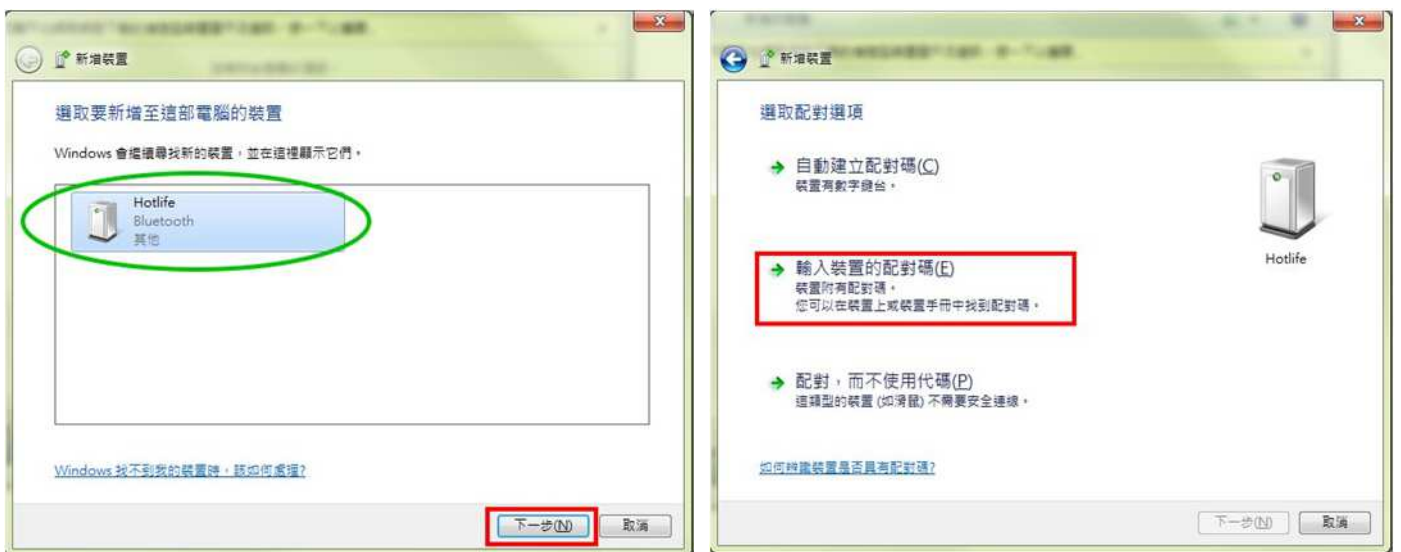 新增裝置
選取要新增至這部電腦的裝置
Windows 會繼續尋找新的裝置，並在這裡顯示它們。
Hotlife
Bluetooth
其他
Windows 找不到我的裝置時，該如何處理?
下一步(N)
取消
新增裝置
選取配對選項
自動建立配對碼(C)
裝置有數字鍵台。
輸入裝置的配對碼(E)
裝置附有配對碼。
您可以在裝置上或裝置手冊中找到配對碼。
配對，而不使用代碼(P)
這類型的裝置 (如滑鼠) 不需要安全連線。
Hotlife
如何辨識裝置是否具有配對碼?
下一步(N)
取消